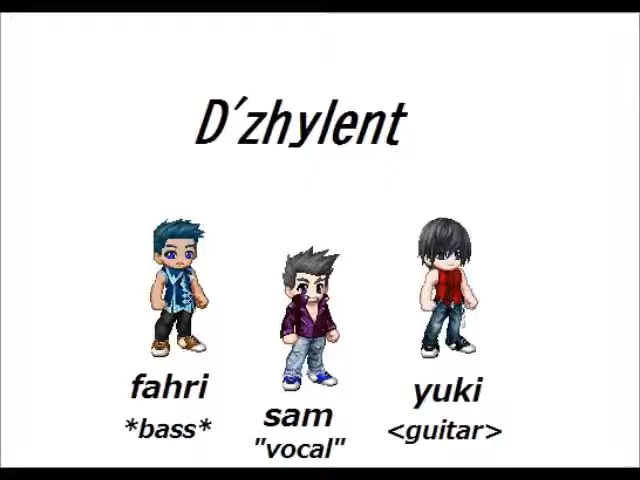 D'zhylent
fahri
*bass*
sam
"vocal"
yuki
<guitar>